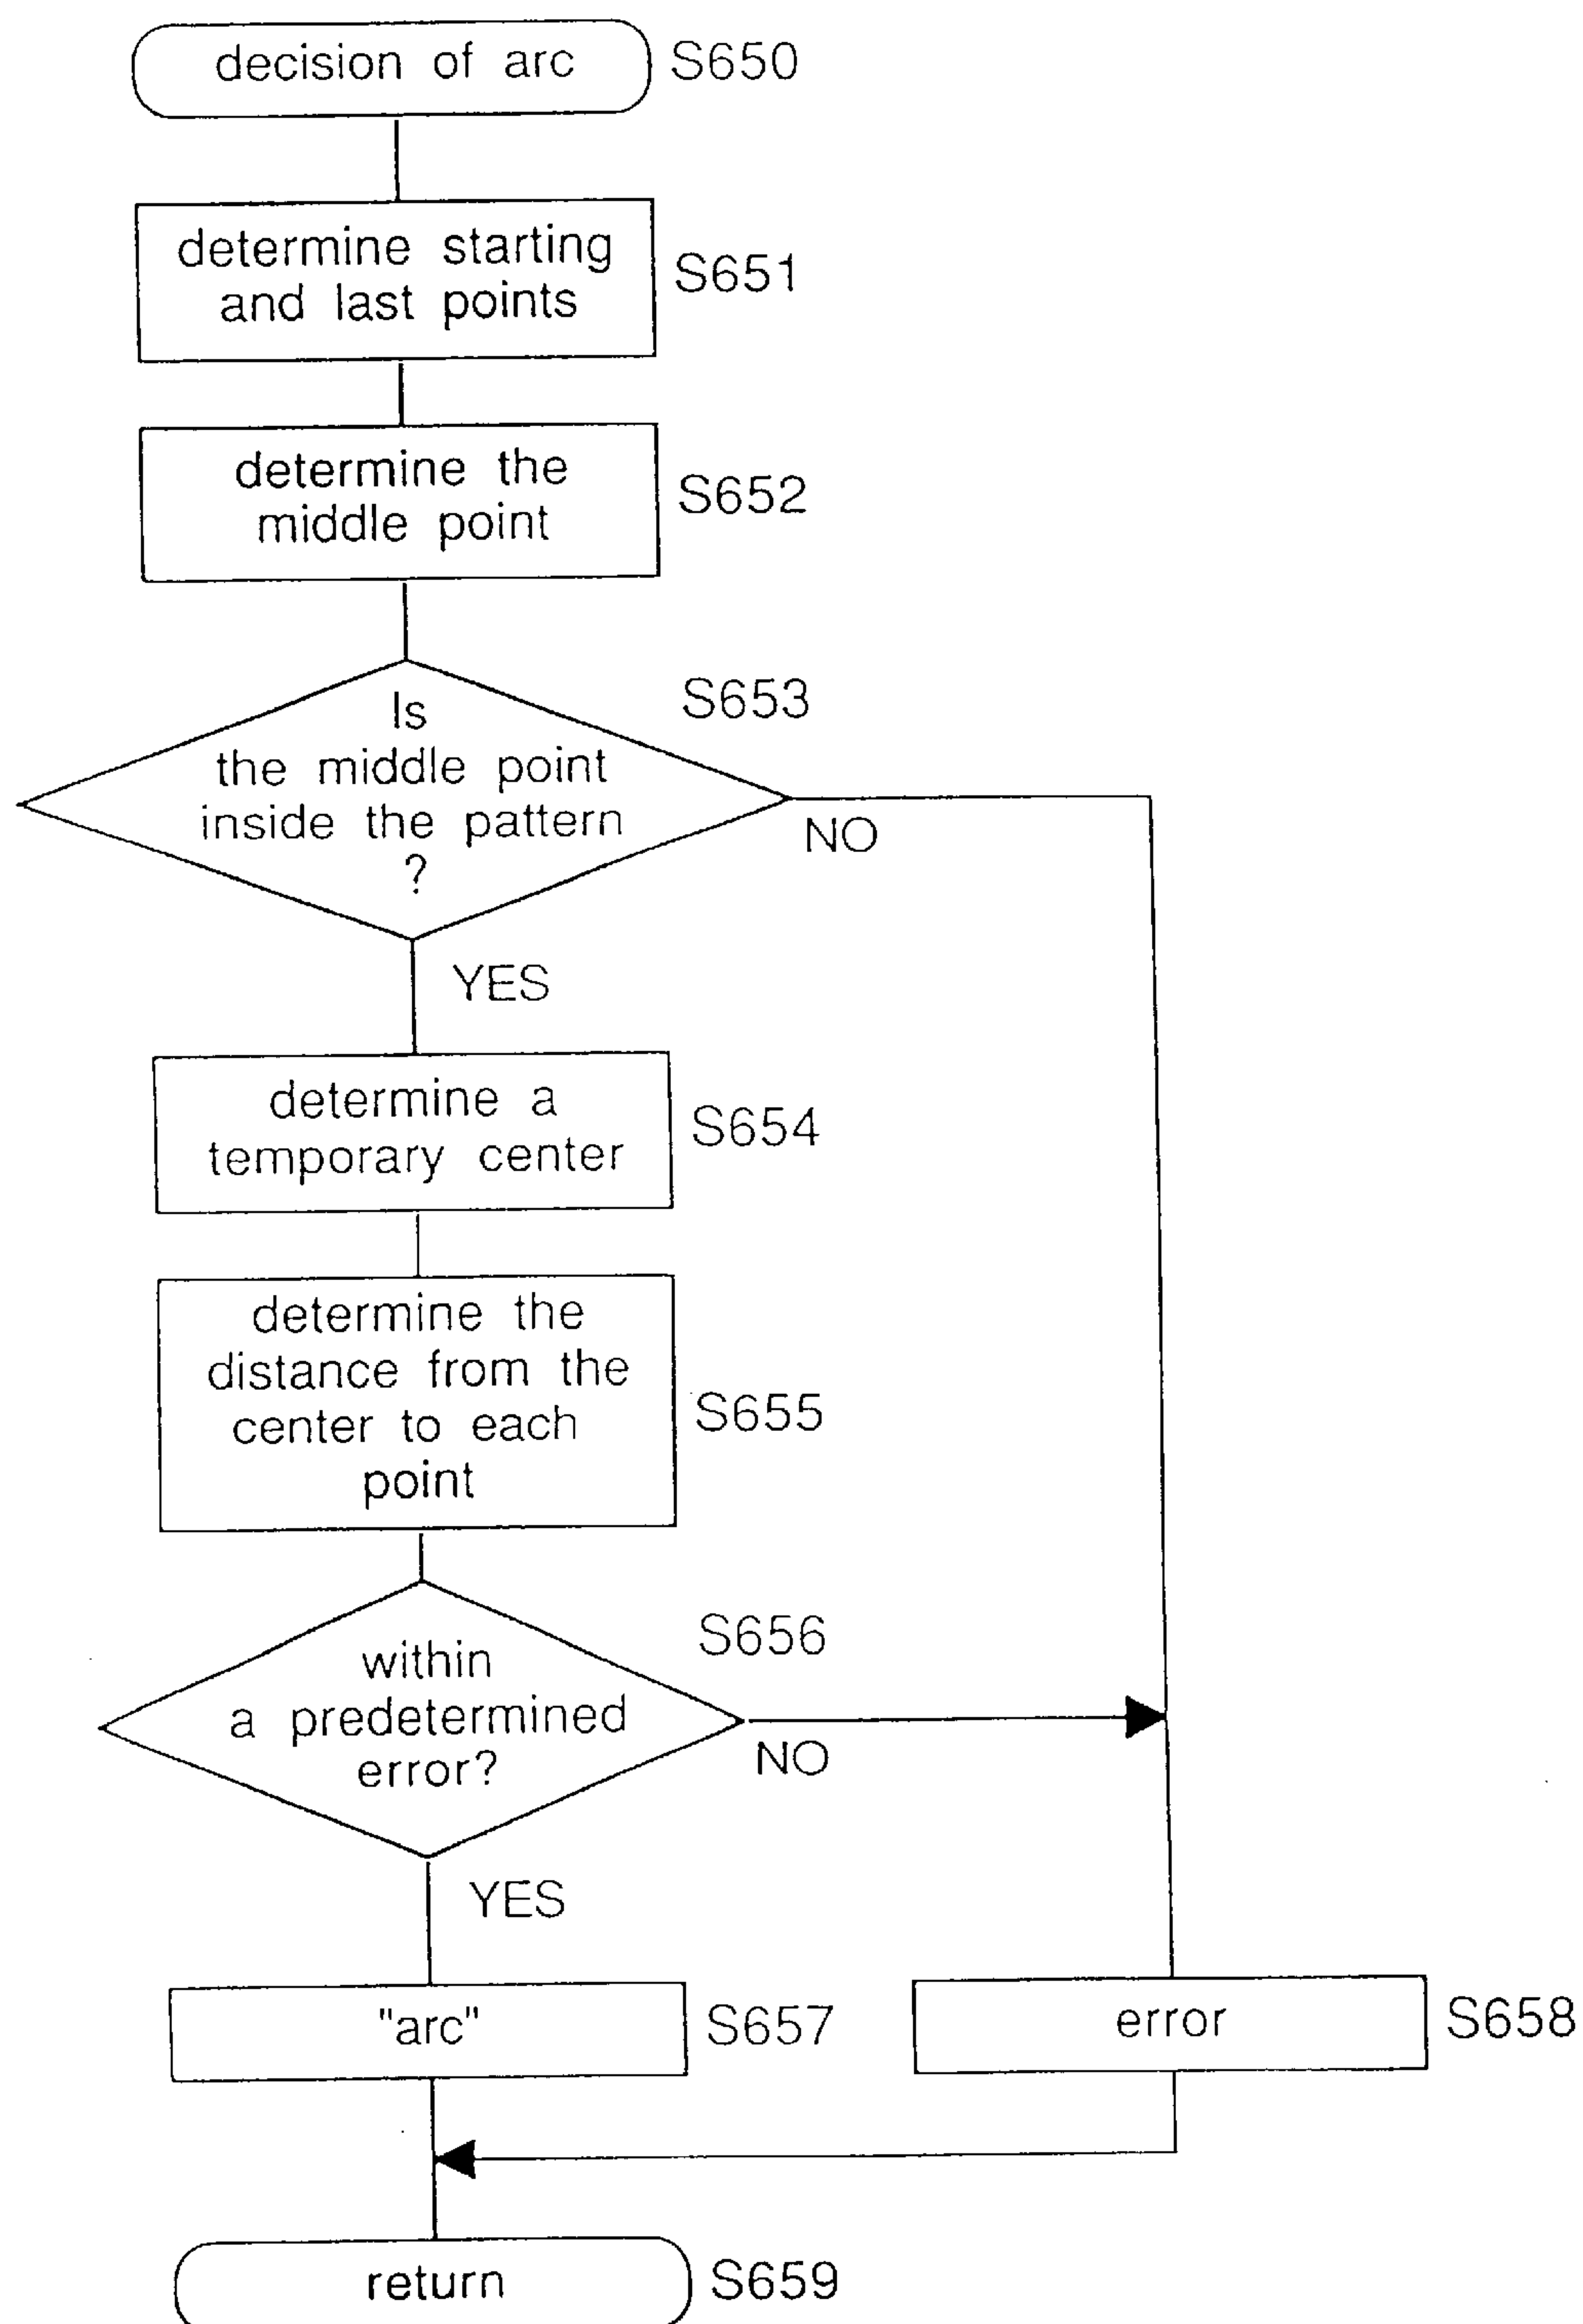 decision of arc
S650
determine starting
and last points
S651
determine the
middle point
S652
Is
the middle point
inside the pattern
?
S653
NO
YES
determine a
temporary center
S654
determine the
distance from the
center to each
point
S655
within
a predetermined
error?
S656
NO
YES
"arc"
S657
error
S658
return
S659